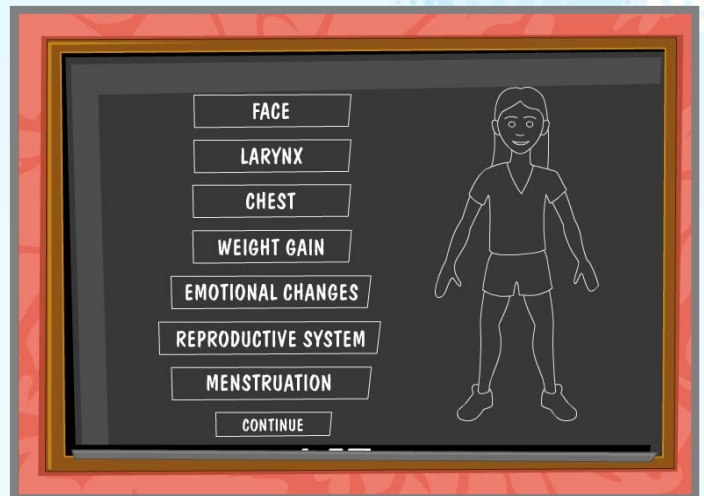 FACE
LARYNX
CHEST
WEIGHT GAIN
EMOTIONAL CHANGES
REPRODUCTIVE SYSTEM
MENSTRUATION
CONTINUE